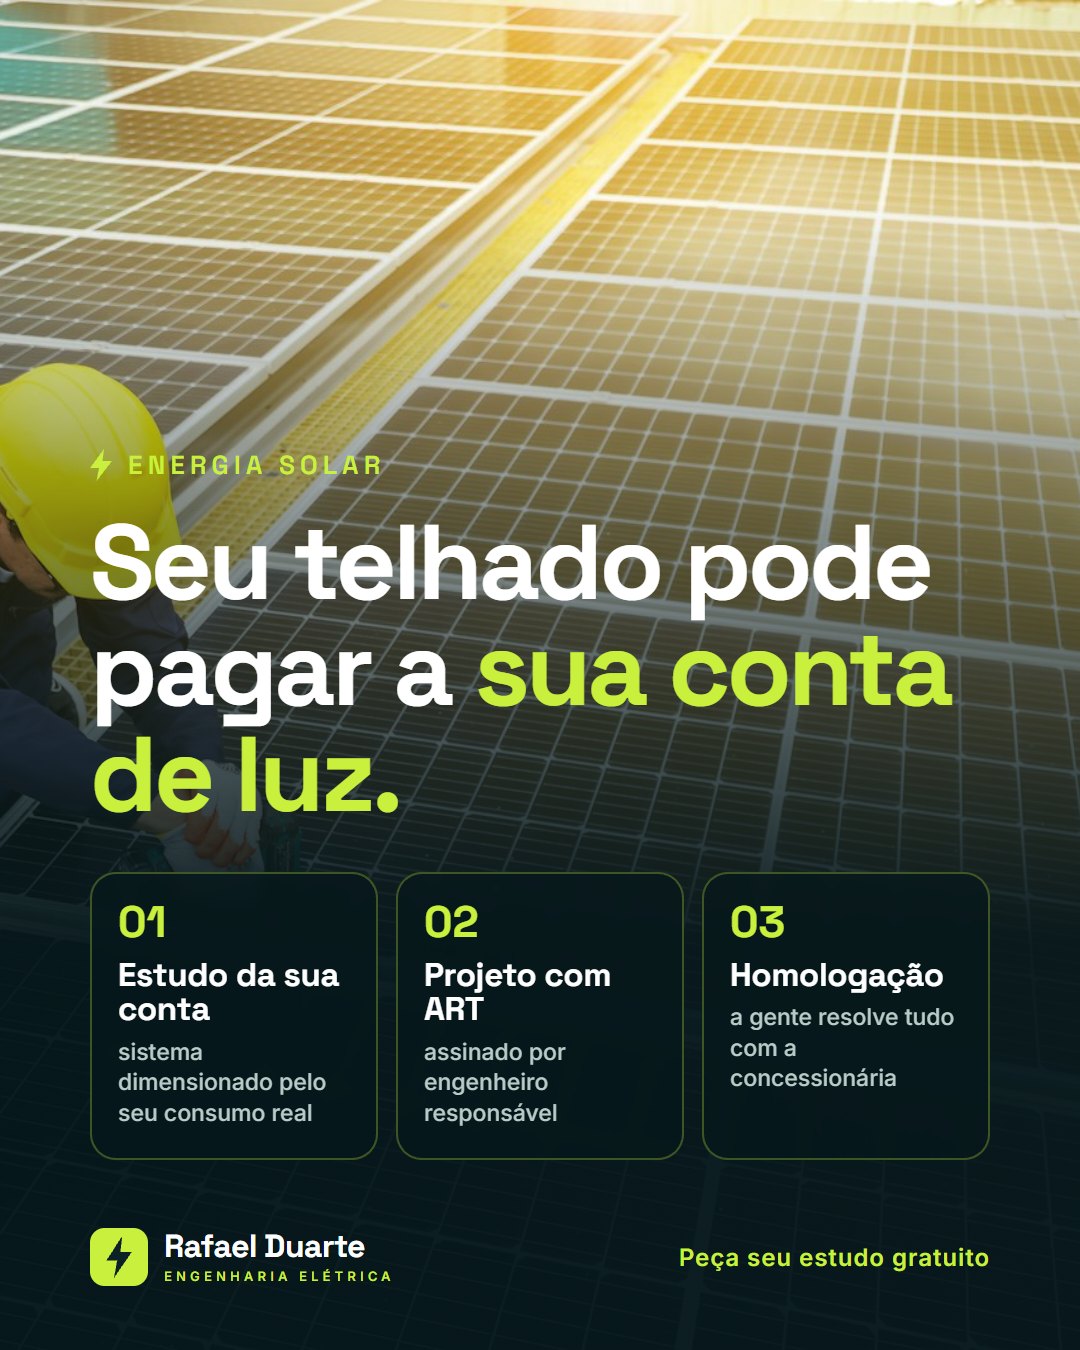 ENERGIA SOLAR
Seu telhado pode
pagar a sua conta
de luz.
01
Estudo da sua
conta
sistema
dimensionado pelo
seu consumo real
02
Projeto com
ART
assinado por
engenheiro
responsável
03
Homologação
a gente resolve tudo
com a
concessionária
Rafael Duarte
ENGENHARIA ELÉTRICA
Peça seu estudo gratuito